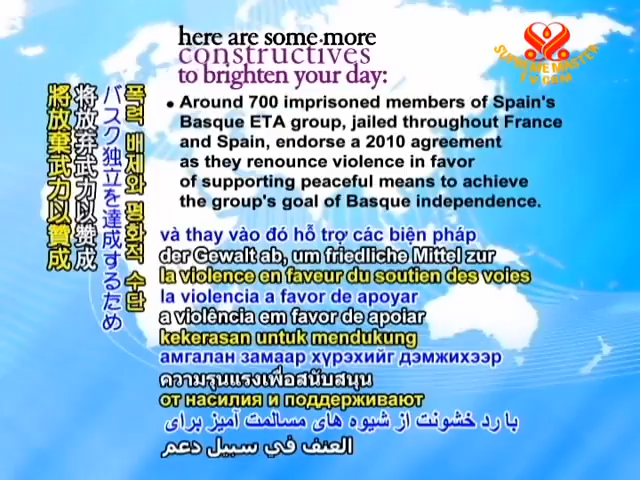 here are some more
constructives
to brighten your day:
SUPREME MASTER
TV.COM
• Around 700 imprisoned members of Spain's
Basque ETA group, jailed throughout France
and Spain, endorse a 2010 agreement
as they renounce violence in favor
of supporting peaceful means to achieve
the group's goal of Basque independence.
將放棄武力以贊成
将放弃武力以赞成
バスク独立を達成するため
폭력 배제와 평화적 수단
và thay vào đó hỗ trợ các biện pháp
der Gewalt ab, um friedliche Mittel zur
la violence en faveur du soutien des voies
la violencia a favor de apoyar
a violência em favor de apoiar
kekerasan untuk mendukung
амгалан замаар хүрэхийг дэмжихээр
ความรุนแรงเพื่อสนับสนุน
от насилия и поддерживают
با رد خشونت از شیوه های مسالمت آمیز برای
العنف في سبيل دعم